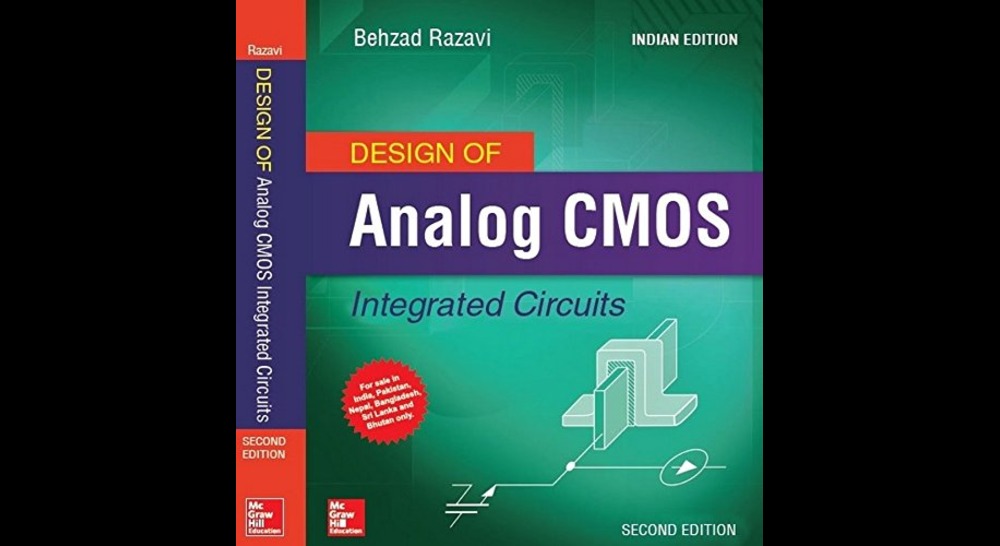 Razavi
DESIGN OF Analog CMOS Integrated Circuits
SECOND
EDITION
Mc
Graw
Hill
Education
Behzad Razavi
INDIAN EDITION
DESIGN OF
Analog CMOS
Integrated Circuits
For sale in
India, Pakistan,
Nepal, Bangladesh,
Sri Lanka and
Bhutan only.
Mc
Graw
Hill
Education
SECOND EDITION